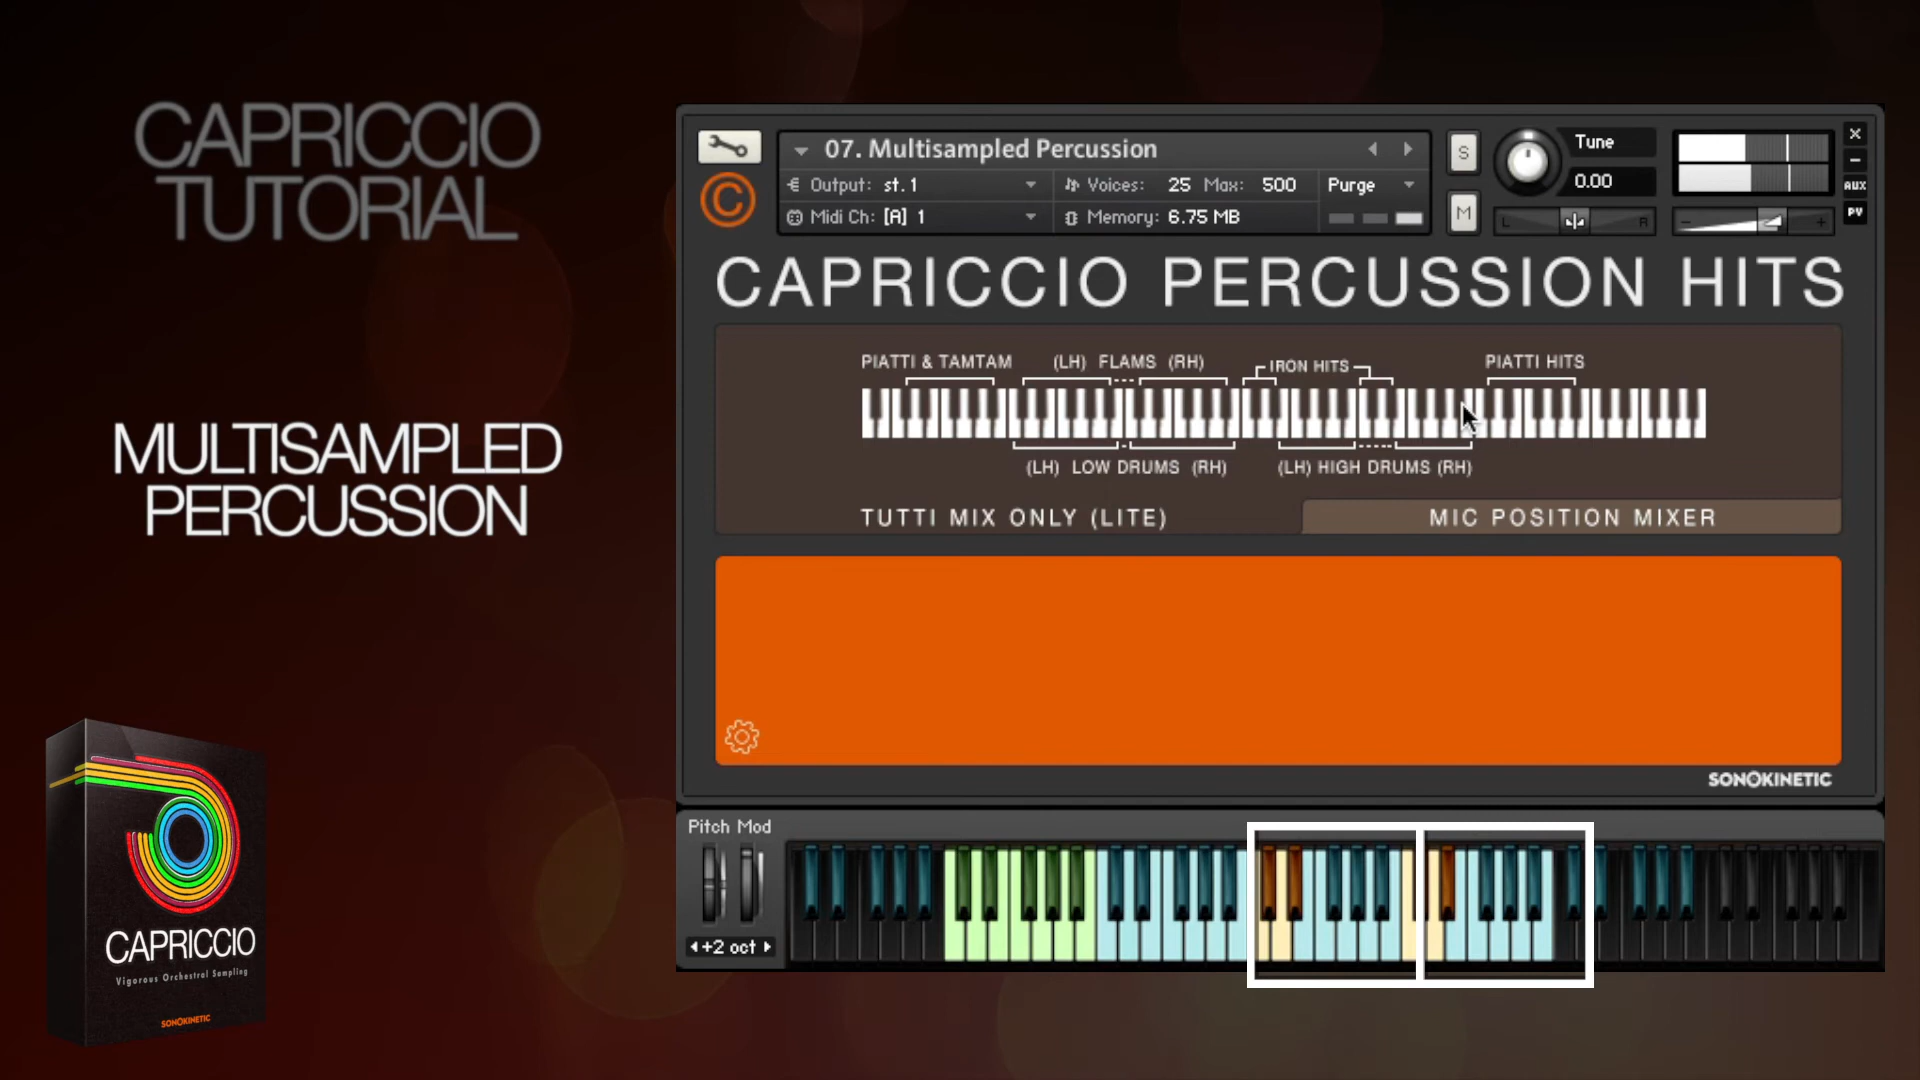 CAPRICCIO
TUTORIAL
MULTISAMPLED
PERCUSSION
CAPRICCIO
Vigorous Orchestral Sampling
SONOKINETIC
07. Multisampled Percussion
Output: st.1
Voices: 25 Max: 500
Purge
Midi Ch: [A] 1
Memory: 6.75 MB
S
M
Tune
0.00
L
R
-
+
AUX
PV
CAPRICCIO PERCUSSION HITS
PIATTI & TAMTAM
(LH) FLAMS (RH)
IRON HITS
PIATTI HITS
(LH) LOW DRUMS (RH)
(LH) HIGH DRUMS (RH)
TUTTI MIX ONLY (LITE)
MIC POSITION MIXER
SONOKINETIC
Pitch Mod
+2 oct